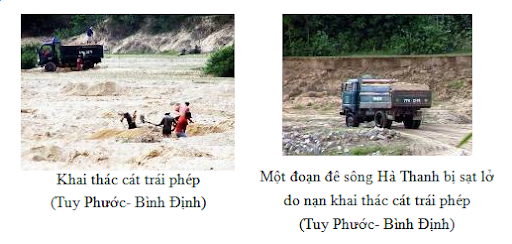 Khai thác cát trái phép
(Tuy Phước- Bình Định)
Một đoạn đê sông Hà Thanh bị sạt lở
do nạn khai thác cát trái phép
(Tuy Phước- Bình Định)